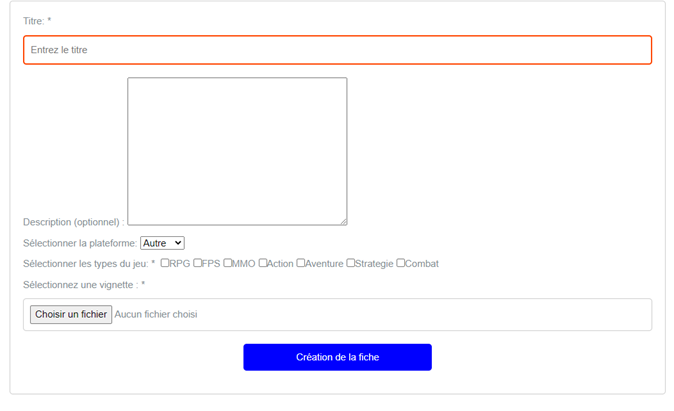 Titre: *
Entrez le titre
Description (optionnel) :
Sélectionner la plateforme: Autre
Sélectionner les types du jeu: * RPG FPS MMO Action Aventure Strategie Combat
Sélectionnez une vignette : *
Choisir un fichier Aucun fichier choisi
Création de la fiche